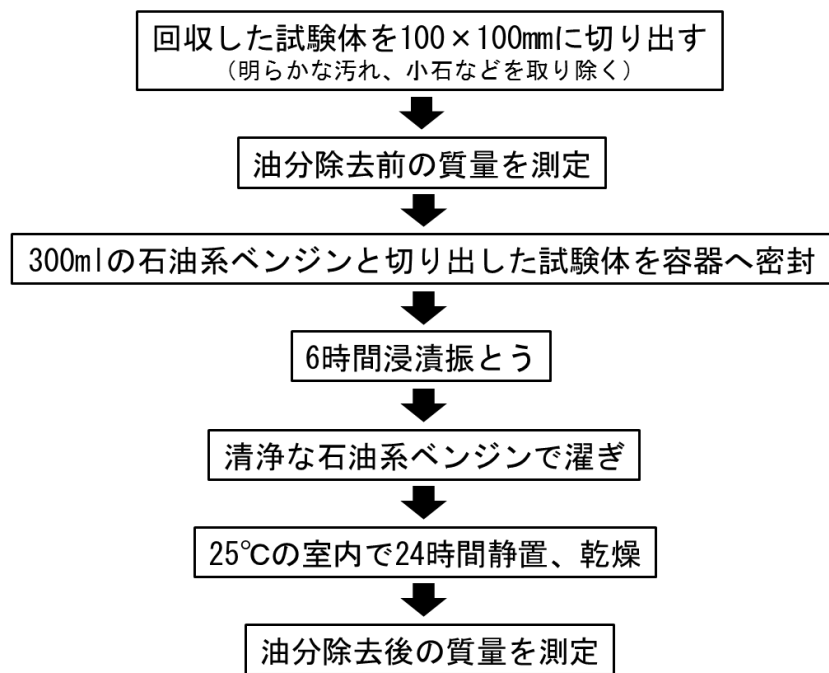 回収した試験体を100×100mmに切り出す
（明らかな汚れ、小石などを取り除く）
油分除去前の質量を測定
300mlの石油系ベンジンと切り出した試験体を容器へ密封
6時間浸漬振とう
清浄な石油系ベンジンで濯ぎ
25℃の室内で24時間静置、乾燥
油分除去後の質量を測定